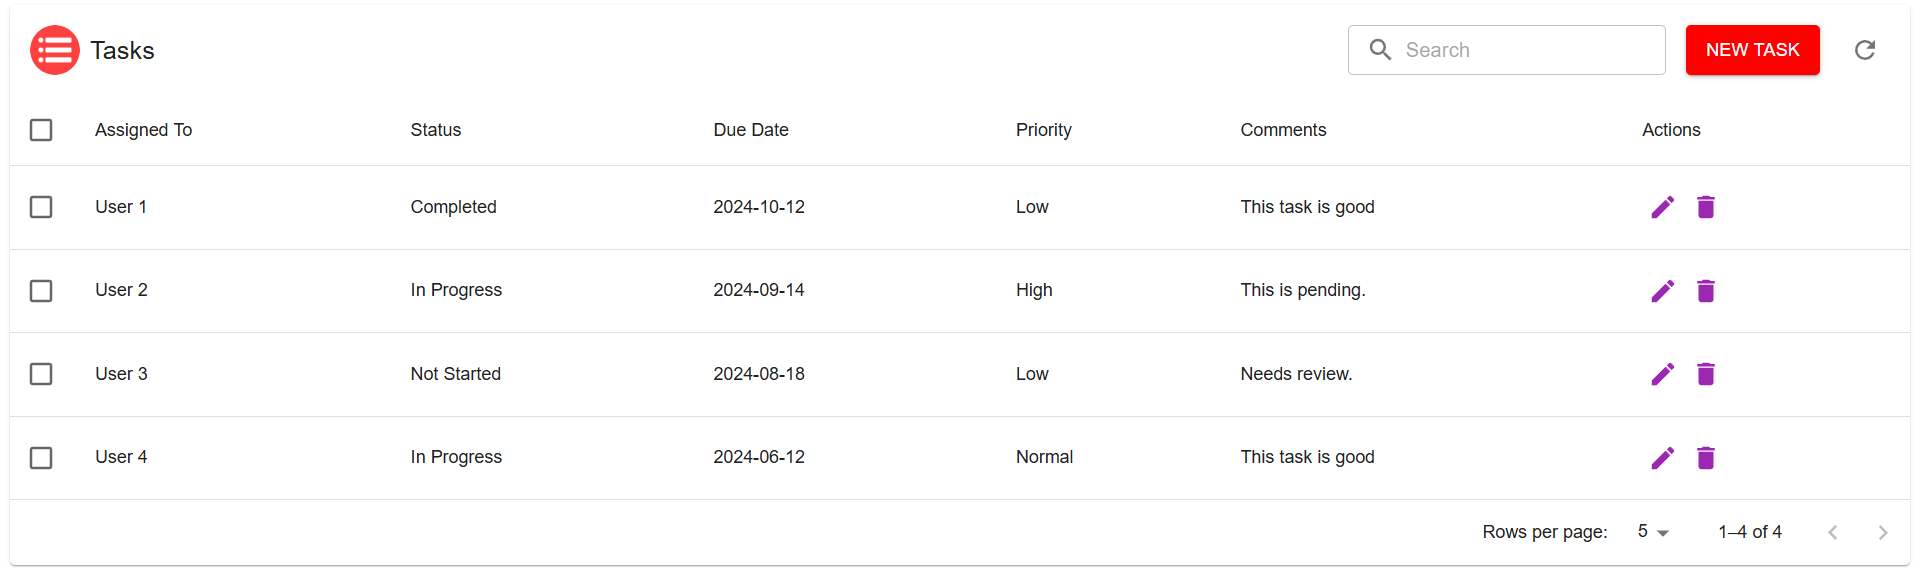 Tasks Search NEW TASK
Assigned To Status Due Date Priority Comments Actions
User 1 Completed 2024-10-12 Low This task is good
User 2 In Progress 2024-09-14 High This is pending.
User 3 Not Started 2024-08-18 Low Needs review.
User 4 In Progress 2024-06-12 Normal This task is good
Rows per page: 5 1–4 of 4